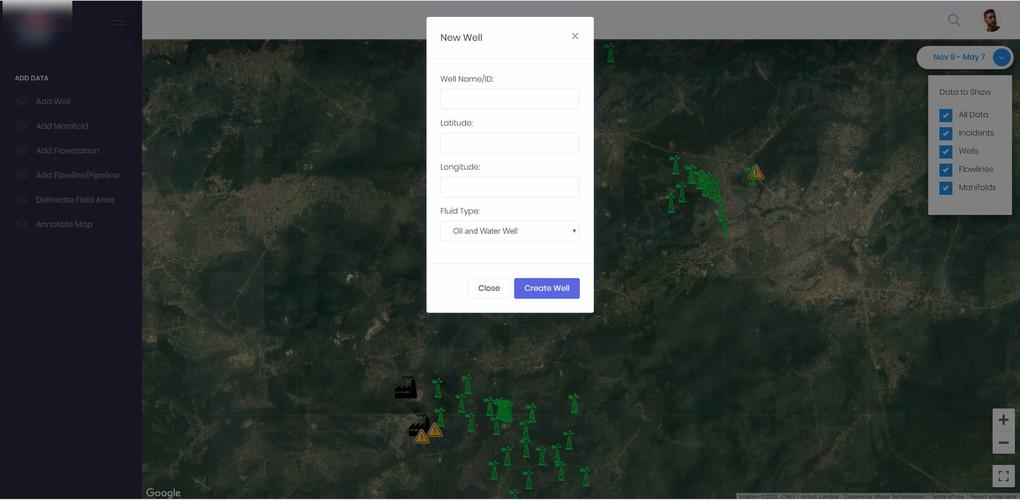 New Well
Well Name/ID:
Latitude:
Longitude:
Fluid Type:
Oil and Water Well
Close
Create Well
ADD DATA
Add Well
Add Manifold
Add Flowstation
Add Flowline/Pipeline
Delineate Field Area
Annotate Map
Nov 9 - May 7
Data to Show
All Data
Incidents
Wells
Flowlines
Manifolds
Google